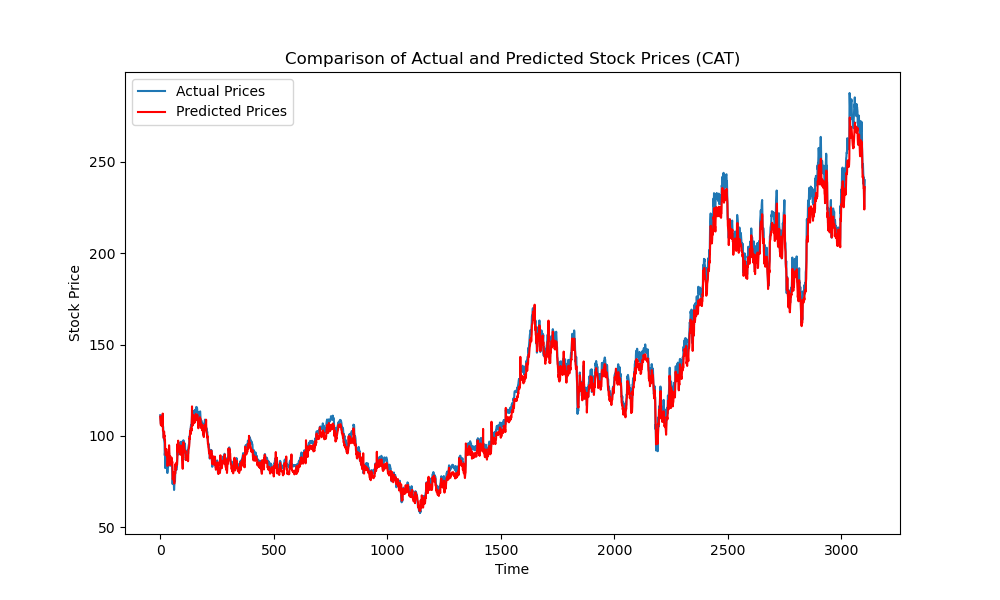 Comparison of Actual and Predicted Stock Prices (CAT)
Actual Prices
Predicted Prices
250
200
150
100
50
Stock Price
0 500 1000 1500 2000 2500 3000
Time